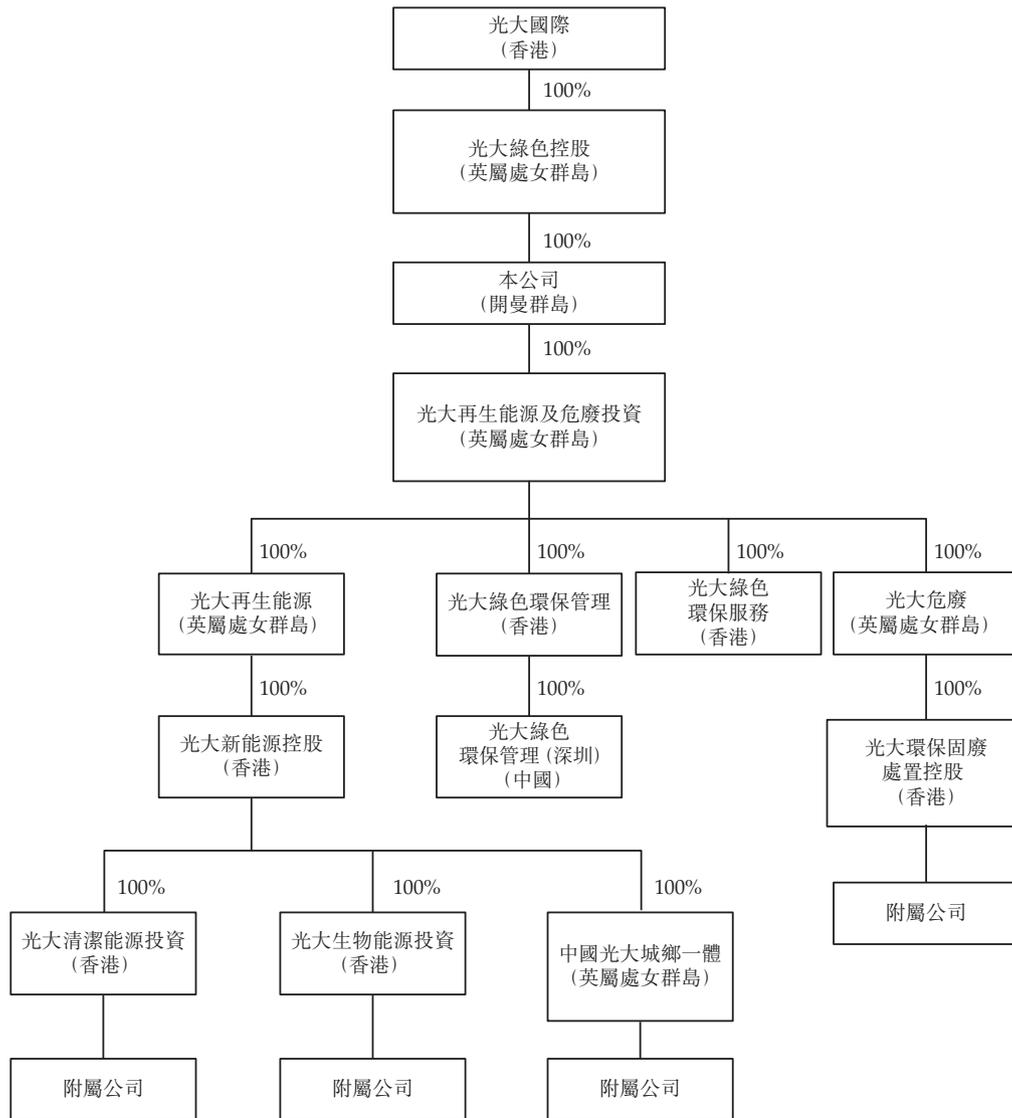 光大國際
(香港)
100%
光大綠色控股
(英屬處女群島)
100%
本公司
(開曼群島)
100%
光大再生能源及危廢投資
(英屬處女群島)
100%
100%
100%
100%
光大再生能源
(英屬處女群島)
光大綠色環保管理
(香港)
光大綠色
環保服務
(香港)
光大危廢
(英屬處女群島)
100%
100%
100%
光大新能源控股
(香港)
光大綠色
環保管理(深圳)
(中國)
光大環保固廢
處置控股
(香港)
100%
100%
100%
光大清潔能源投資
(香港)
光大生物能源投資
(香港)
中國光大城鄉一體
(英屬處女群島)
附屬公司
附屬公司
附屬公司
附屬公司